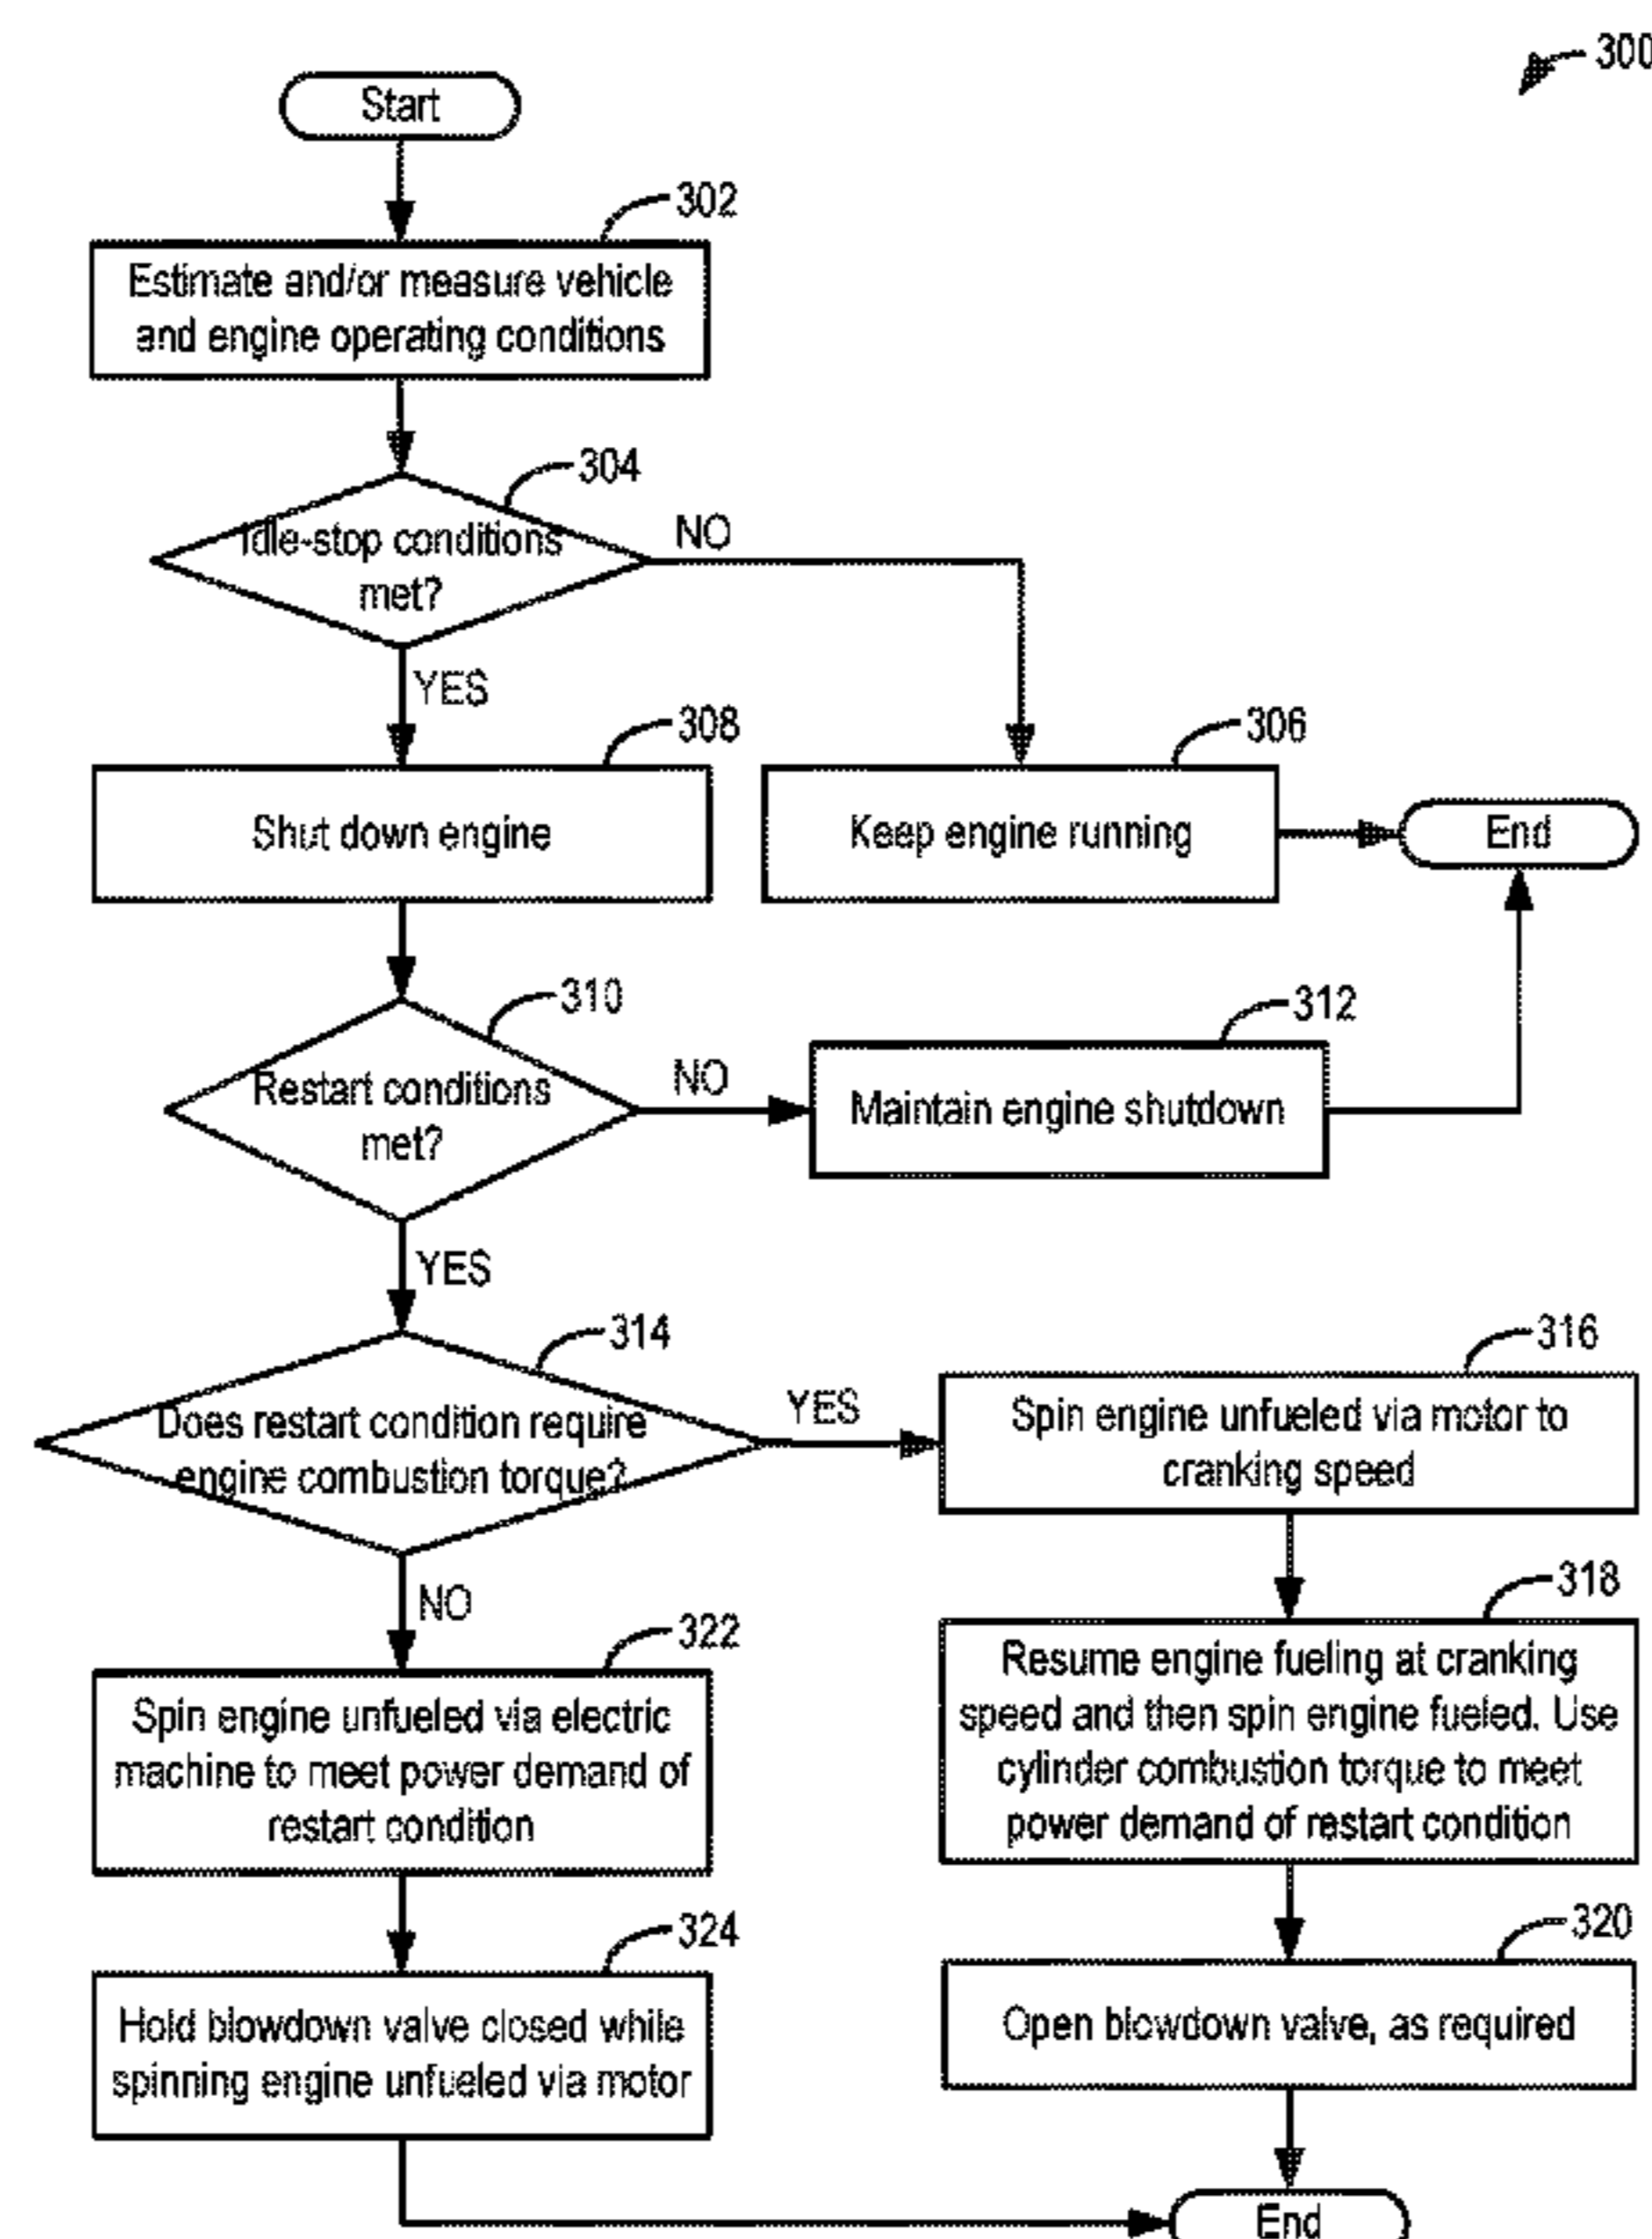 300
Start
302
Estimate and/or measure vehicle
and engine operating conditions
304
Idle-stop conditions
met?
NO
YES
308
Shut down engine
306
Keep engine running
End
310
Restart conditions
met?
NO
312
Maintain engine shutdown
YES
314
Does restart condition require
engine combustion torque?
YES
316
Spin engine unfueled via motor to
cranking speed
318
Resume engine fueling at cranking
speed and then spin engine fueled. Use
cylinder combustion torque to meet
power demand of restart condition
NO
322
Spin engine unfueled via electric
machine to meet power demand of
restart condition
320
Open blowdown valve, as required
324
Hold blowdown valve closed while
spinning engine unfueled via motor
End